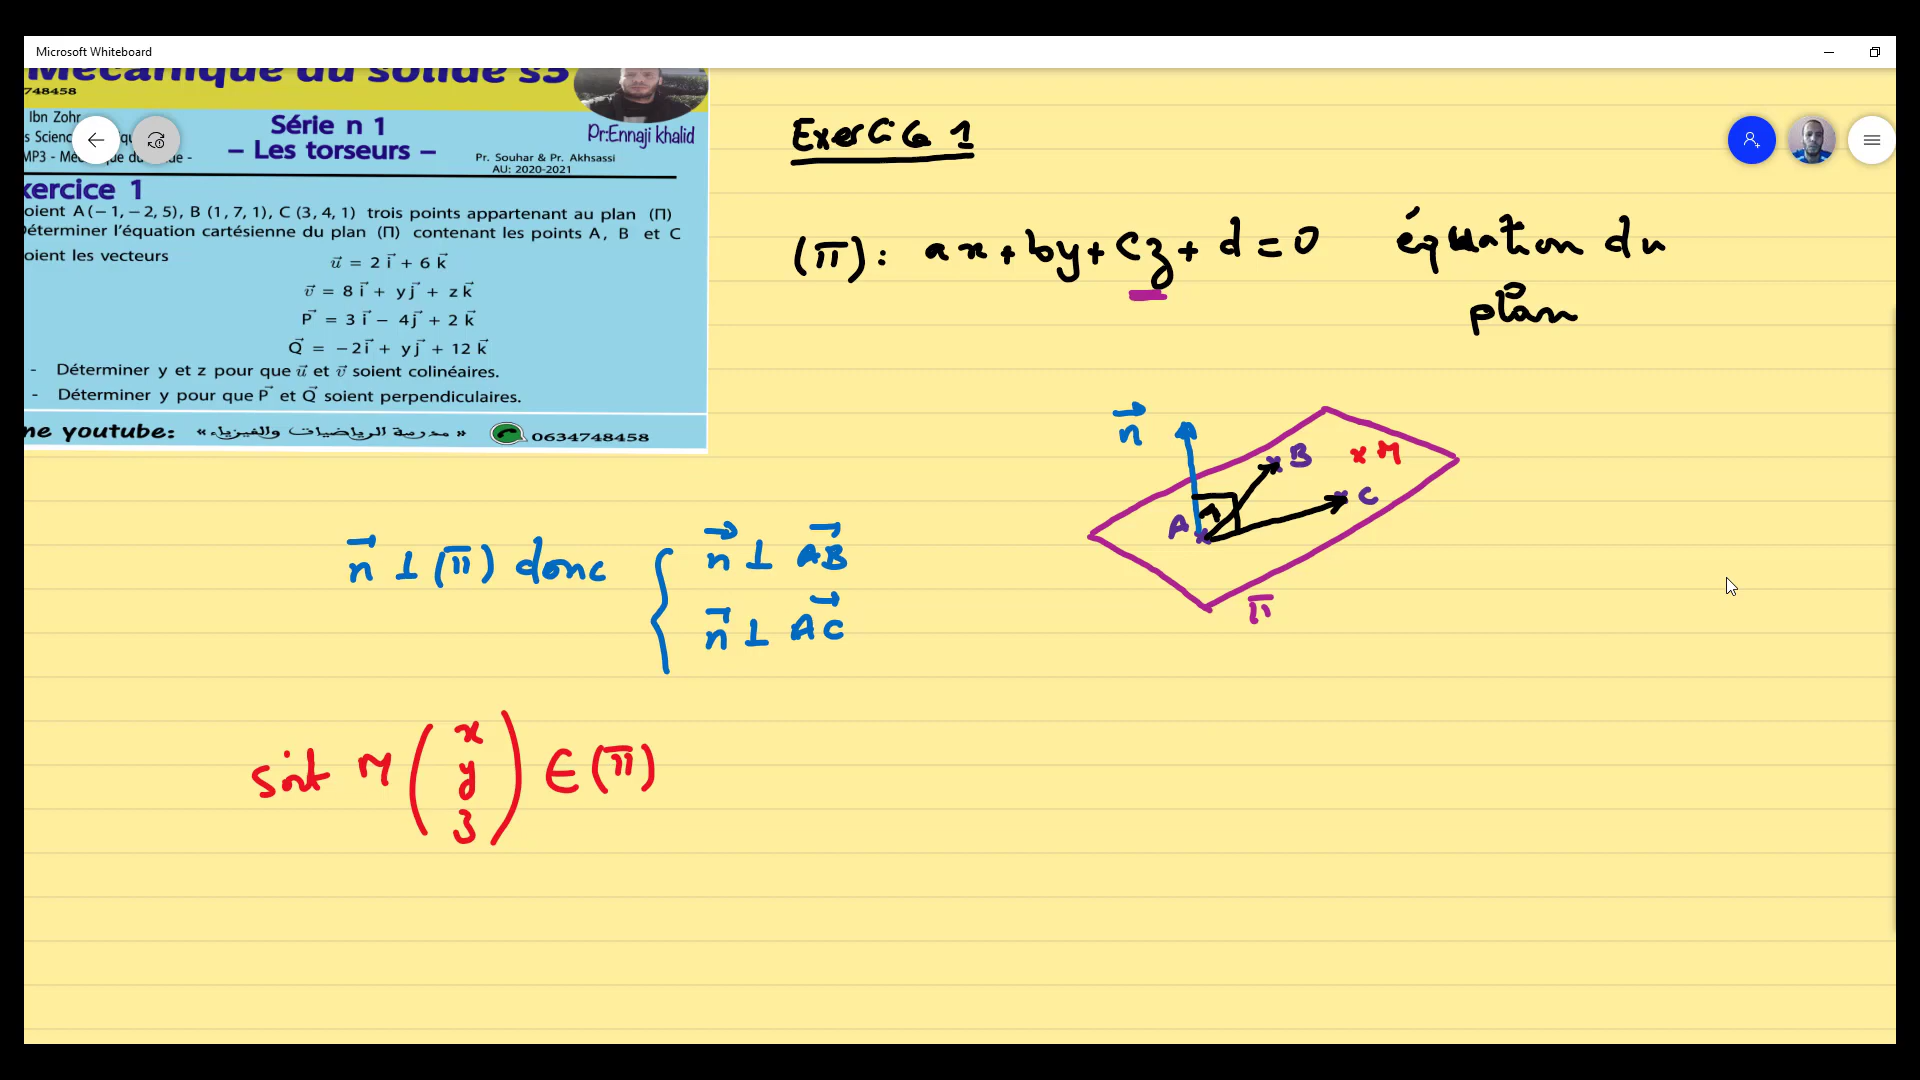 Microsoft Whiteboard
Mécanique du solide s3
748458
Ibn Zohr
Série n 1
– Les torseurs –
Pr:Ennaji khalid
MP3 -
Pr. Souhar & Pr. Akhsassi
AU: 2020-2021
xercice 1
oient A(−1,−2,5), B (1,7,1), C (3,4,1) trois points appartenant au plan (Π)
éterminer l'équation cartésienne du plan (Π) contenant les points A, B et C
oient les vecteurs
u⃗ = 2 i⃗ + 6 k⃗
v⃗ = 8 i⃗ + y j⃗ + z k⃗
P⃗ = 3 i⃗ − 4 j⃗ + 2 k⃗
Q⃗ = −2 i⃗ + y j⃗ + 12 k⃗
- Déterminer y et z pour que u⃗ et v⃗ soient colinéaires.
- Déterminer y pour que P⃗ et Q⃗ soient perpendiculaires.
ne youtube: «مدرسة الرياضيات والفيزياء» 0634748458
Exercice 1
(π): ax+by+cz+d=0 équation du
plan
n⃗
B
x M
C
A
π
n⃗ ⊥ (π) donc { n⃗ ⊥ AB⃗
n⃗ ⊥ AC⃗
soit M ( x
y
z ) ∈ (π)